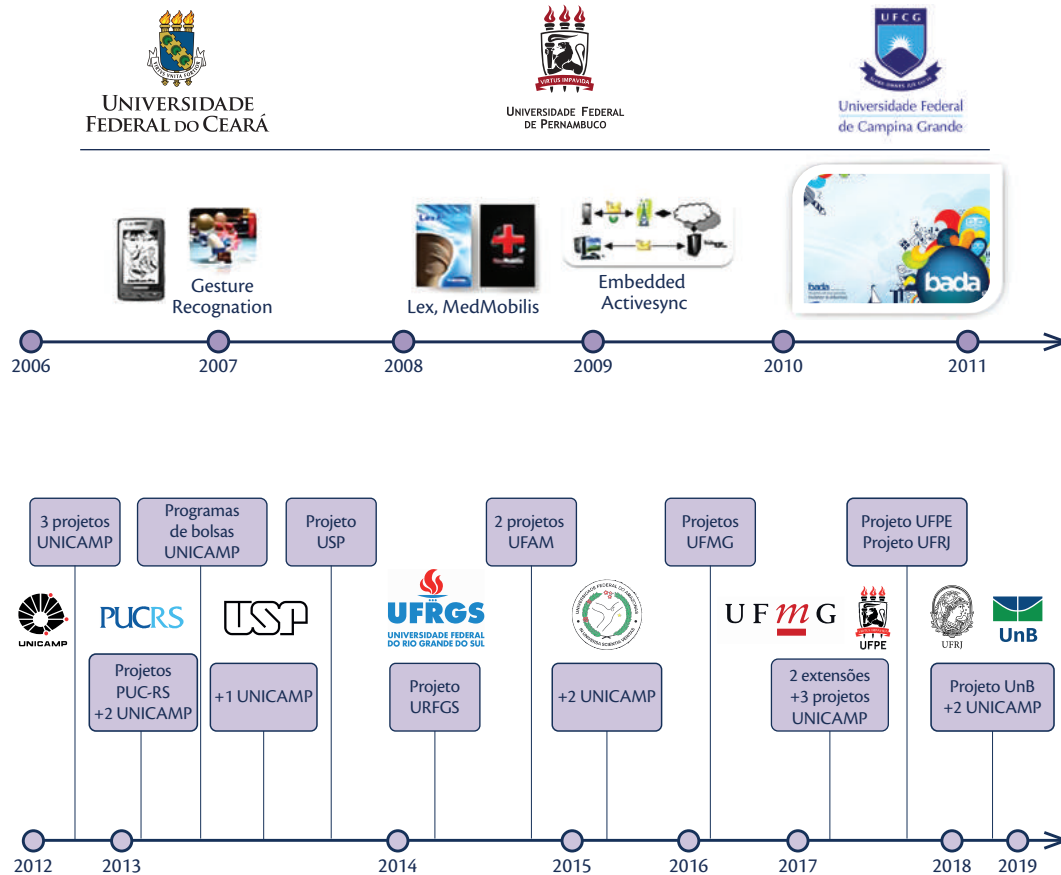 UNIVERSIDADE
FEDERAL DO CEARÁ
VIRTUS IMPAVIDA
UNIVERSIDADE FEDERAL
DE PERNAMBUCO
UFCG
Universidade Federal
de Campina Grande
Gesture
Recognation
Lex
Lex, MedMobilis
Embedded
Activesync
bada
bada
2006
2007
2008
2009
2010
2011
3 projetos
UNICAMP
Programas
de bolsas
UNICAMP
Projeto
USP
2 projetos
UFAM
Projetos
UFMG
Projeto UFPE
Projeto UFRJ
UNICAMP
PUCRS
USP
UFRGS
UNIVERSIDADE FEDERAL
DO RIO GRANDE DO SUL
UFmG
UFPE
UFRJ
UnB
Projetos
PUC-RS
+2 UNICAMP
+1 UNICAMP
Projeto
URFGS
+2 UNICAMP
2 extensões
+3 projetos
UNICAMP
Projeto UnB
+2 UNICAMP
2012
2013
2014
2015
2016
2017
2018
2019